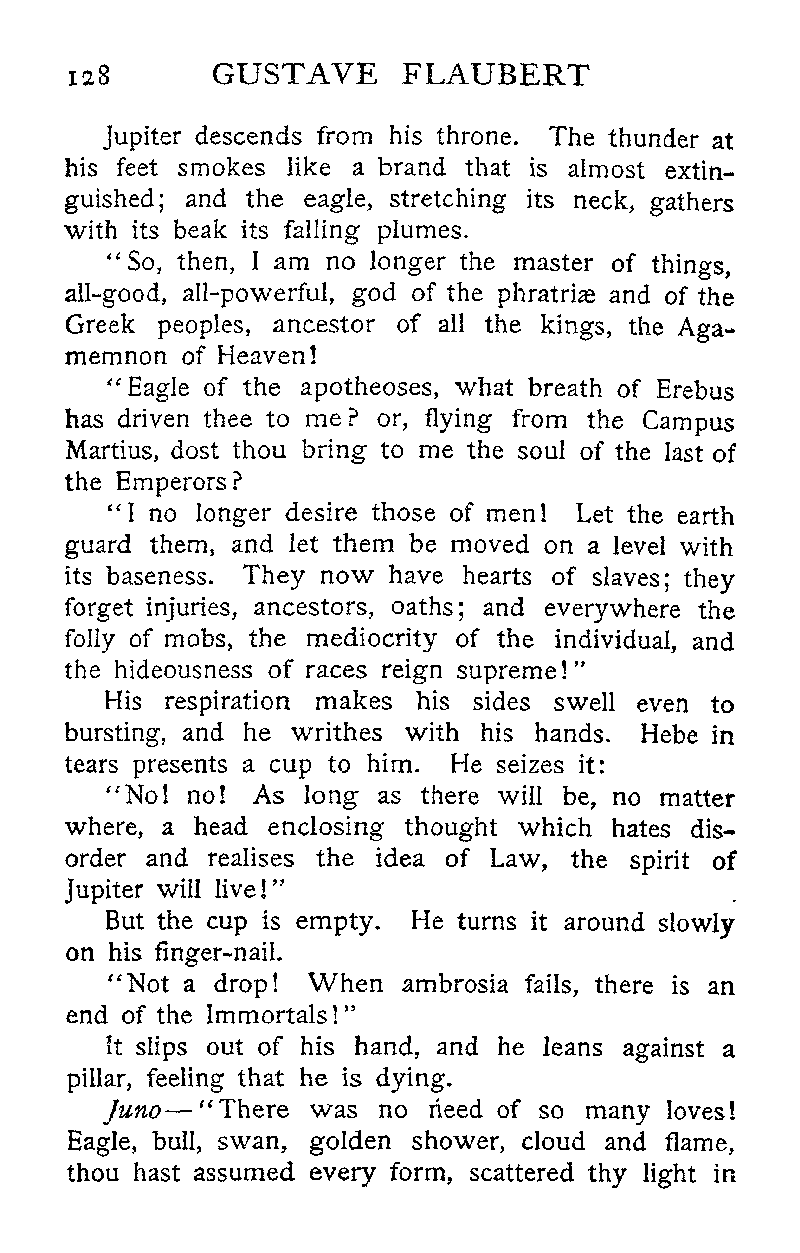 128 GUSTAVE FLAUBERT
Jupiter descends from his throne. The thunder at
his feet smokes like a brand that is almost extin-
guished; and the eagle, stretching its neck, gathers
with its beak its falling plumes.
"So, then, I am no longer the master of things,
all-good, all-powerful, god of the phratriæ and of the
Greek peoples, ancestor of all the kings, the Aga-
memnon of Heaven!
"Eagle of the apotheoses, what breath of Erebus
has driven thee to me? or, flying from the Campus
Martius, dost thou bring to me the soul of the last of
the Emperors?
"I no longer desire those of men! Let the earth
guard them, and let them be moved on a level with
its baseness. They now have hearts of slaves; they
forget injuries, ancestors, oaths; and everywhere the
folly of mobs, the mediocrity of the individual, and
the hideousness of races reign supreme!"
His respiration makes his sides swell even to
bursting, and he writhes with his hands. Hebe in
tears presents a cup to him. He seizes it:
"No! no! As long as there will be, no matter
where, a head enclosing thought which hates dis-
order and realises the idea of Law, the spirit of
Jupiter will live!"
But the cup is empty. He turns it around slowly
on his finger-nail.
"Not a drop! When ambrosia fails, there is an
end of the Immortals!"
It slips out of his hand, and he leans against a
pillar, feeling that he is dying.
Juno—"There was no need of so many loves!
Eagle, bull, swan, golden shower, cloud and flame,
thou hast assumed every form, scattered thy light in